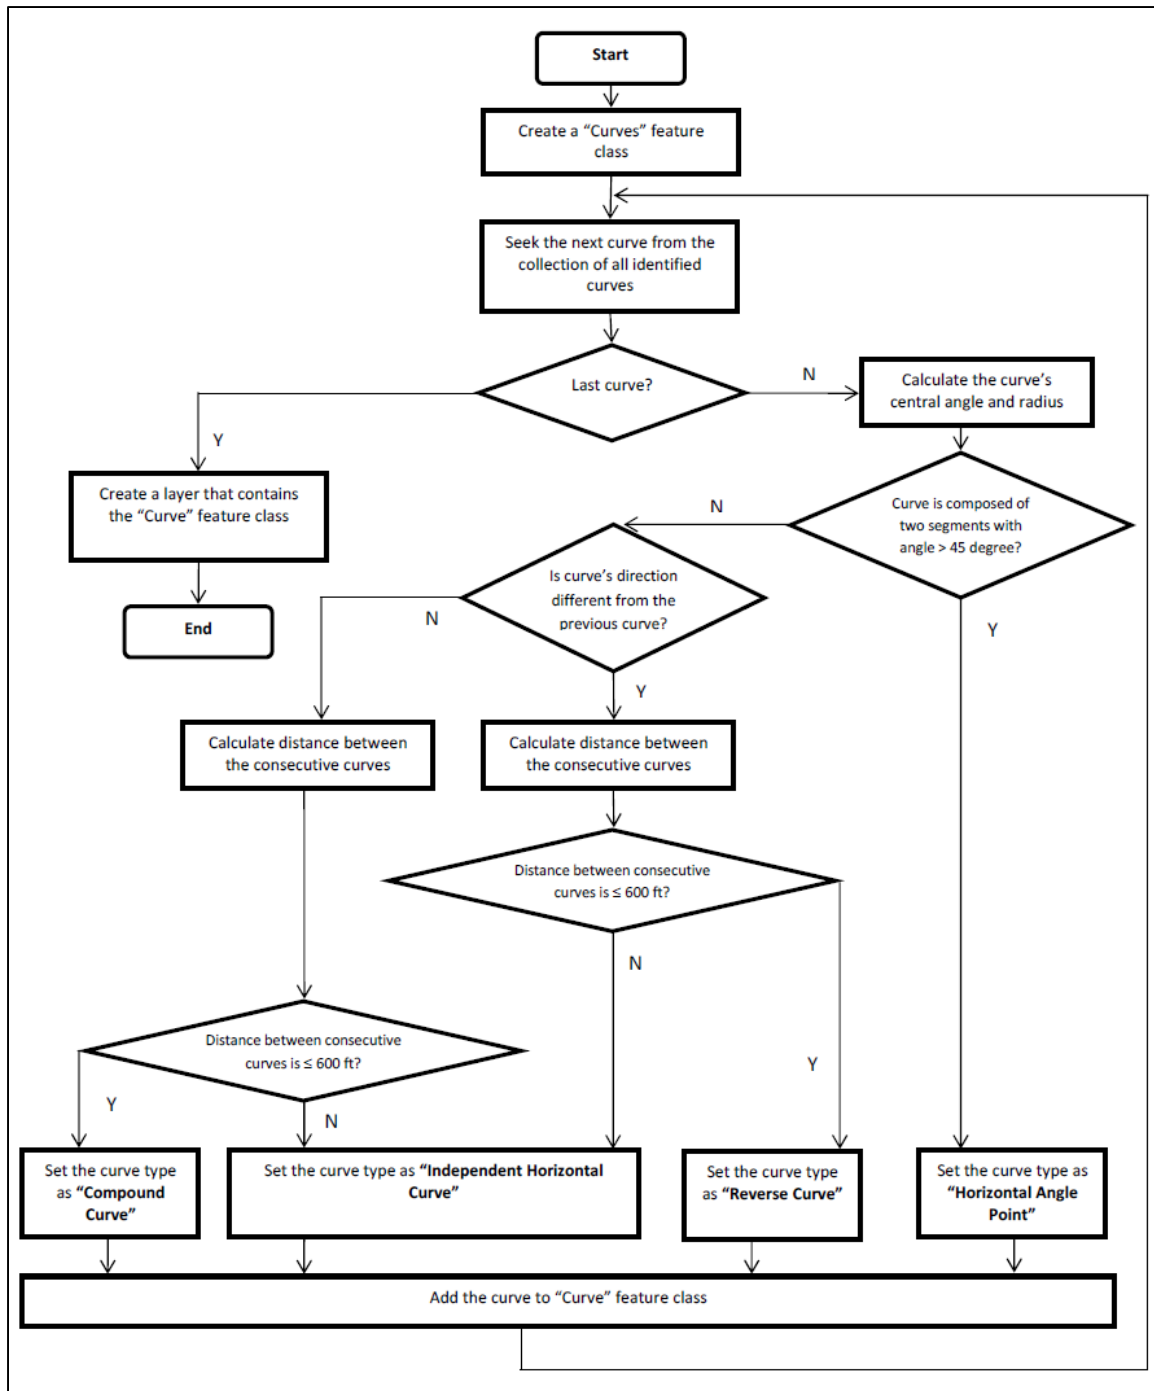 Start
Create a “Curves” feature
class
Seek the next curve from the
collection of all identified
curves
Last curve?
N
Calculate the curve’s
central angle and radius
Y
Create a layer that contains
the “Curve” feature class
End
Curve is composed of
two segments with
angle > 45 degree?
N
Y
Is curve’s direction
different from the
previous curve?
N
Y
Calculate distance between
the consecutive curves
Calculate distance between
the consecutive curves
Distance between consecutive
curves is ≤ 600 ft?
N
Y
Distance between consecutive
curves is ≤ 600 ft?
Y
N
Set the curve type
as “Compound
Curve”
Set the curve type as “Independent Horizontal
Curve”
Set the curve type
as “Reverse Curve”
Set the curve type as
“Horizontal Angle
Point”
Add the curve to “Curve” feature class